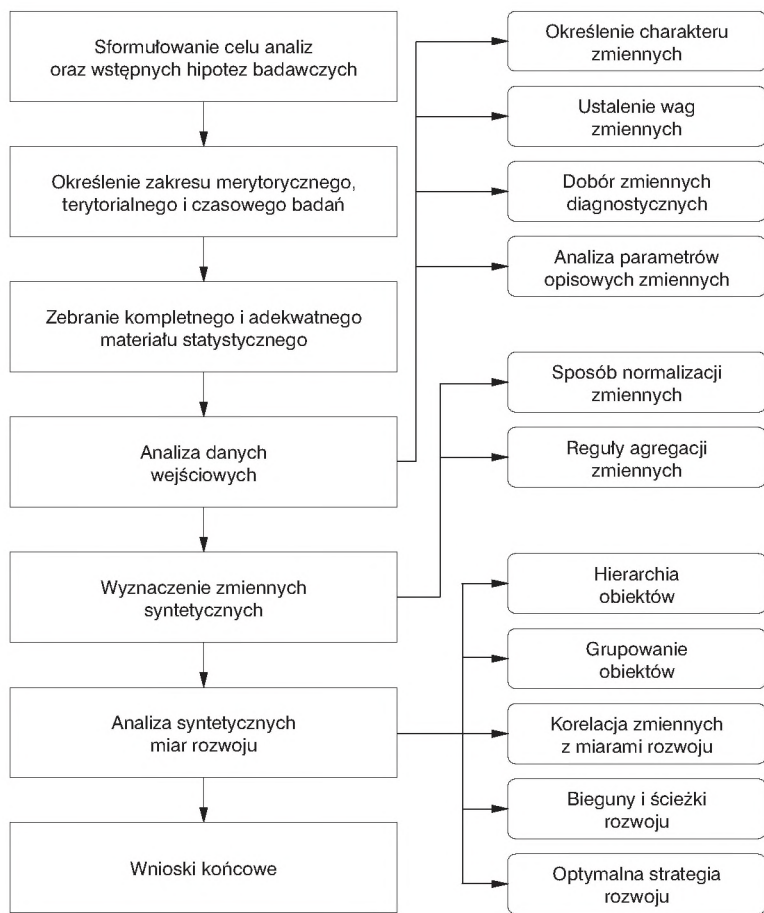 Sformułowanie celu analiz
oraz wstępnych hipotez badawczych
Określenie zakresu merytorycznego,
terytorialnego i czasowego badań
Zebranie kompletnego i adekwatnego
materiału statystycznego
Analiza danych
wejściowych
Wyznaczenie zmiennych
syntetycznych
Analiza syntetycznych
miar rozwoju
Wnioski końcowe
Określenie charakteru
zmiennych
Ustalenie wag
zmiennych
Dobór zmiennych
diagnostycznych
Analiza parametrów
opisowych zmiennych
Sposób normalizacji
zmiennych
Reguły agregacji
zmiennych
Hierarchia
obiektów
Grupowanie
obiektów
Korelacja zmiennych
z miarami rozwoju
Bieguny i ścieżki
rozwoju
Optymalna strategia
rozwoju